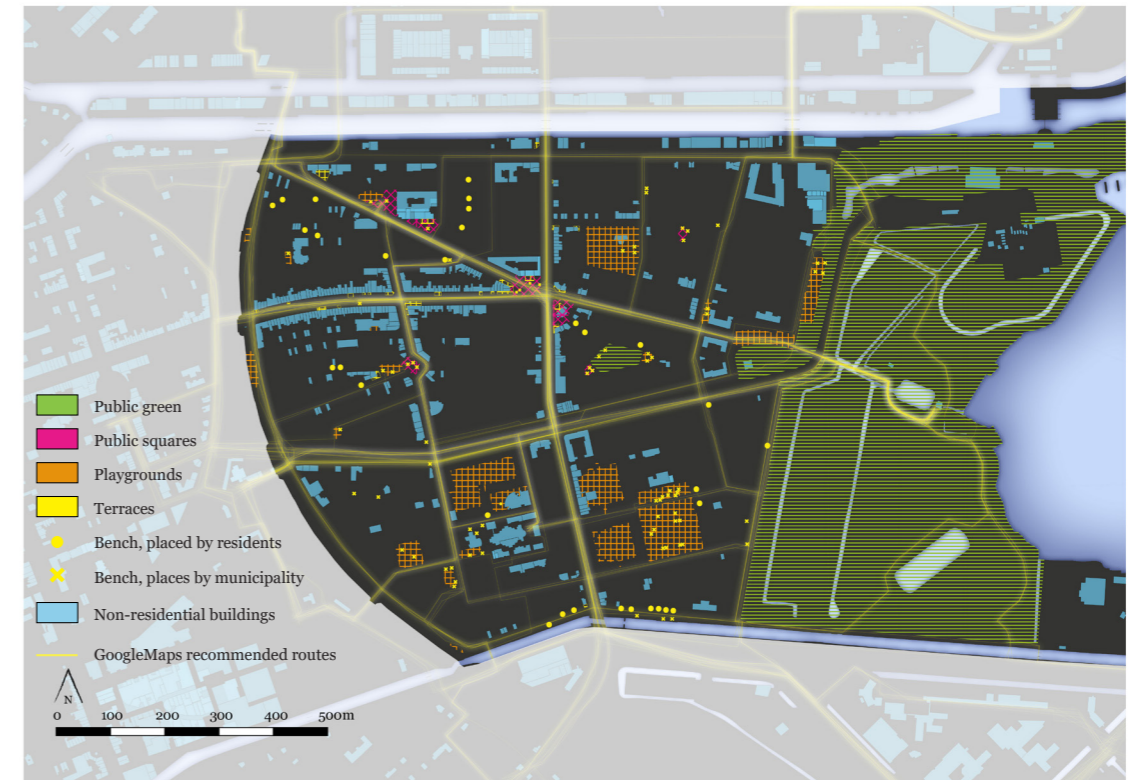 Public green
Public squares
Playgrounds
Terraces
Bench, placed by residents
Bench, places by municipality
Non-residential buildings
GoogleMaps recommended routes
N
0 100 200 300 400 500m